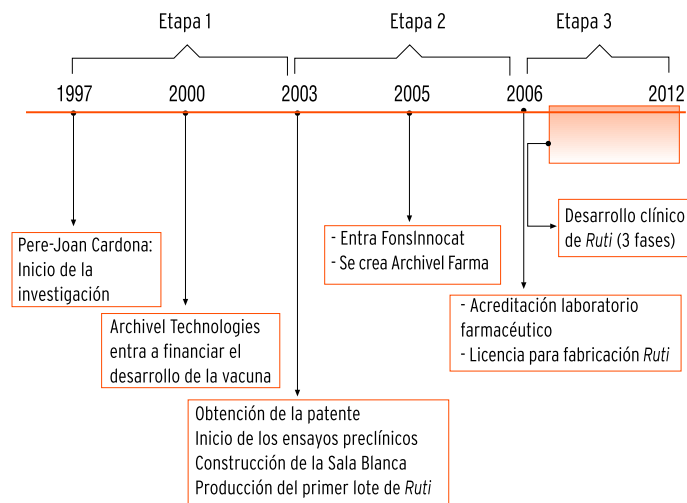 Etapa 1
Etapa 2
Etapa 3
1997
2000
2003
2005
2006
2012
Pere-Joan Cardona:
Inicio de la
investigación
Archivel Technologies
entra a financiar el
desarrollo de la vacuna
Obtención de la patente
Inicio de los ensayos preclínicos
Construcción de la Sala Blanca
Producción del primer lote de Ruti
- Entra FonsInnocat
- Se crea Archivel Farma
- Acreditación laboratorio
farmacéutico
- Licencia para fabricación Ruti
Desarrollo clínico
de Ruti (3 fases)